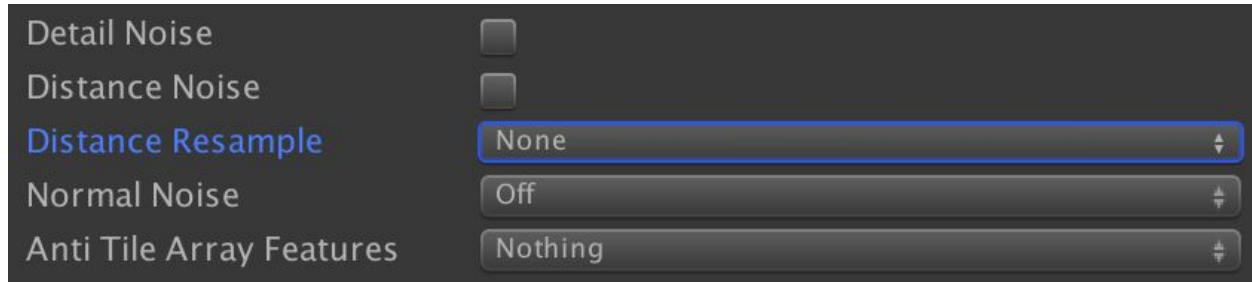 Detail Noise
Distance Noise
Distance Resample None
Normal Noise Off
Anti Tile Array Features Nothing